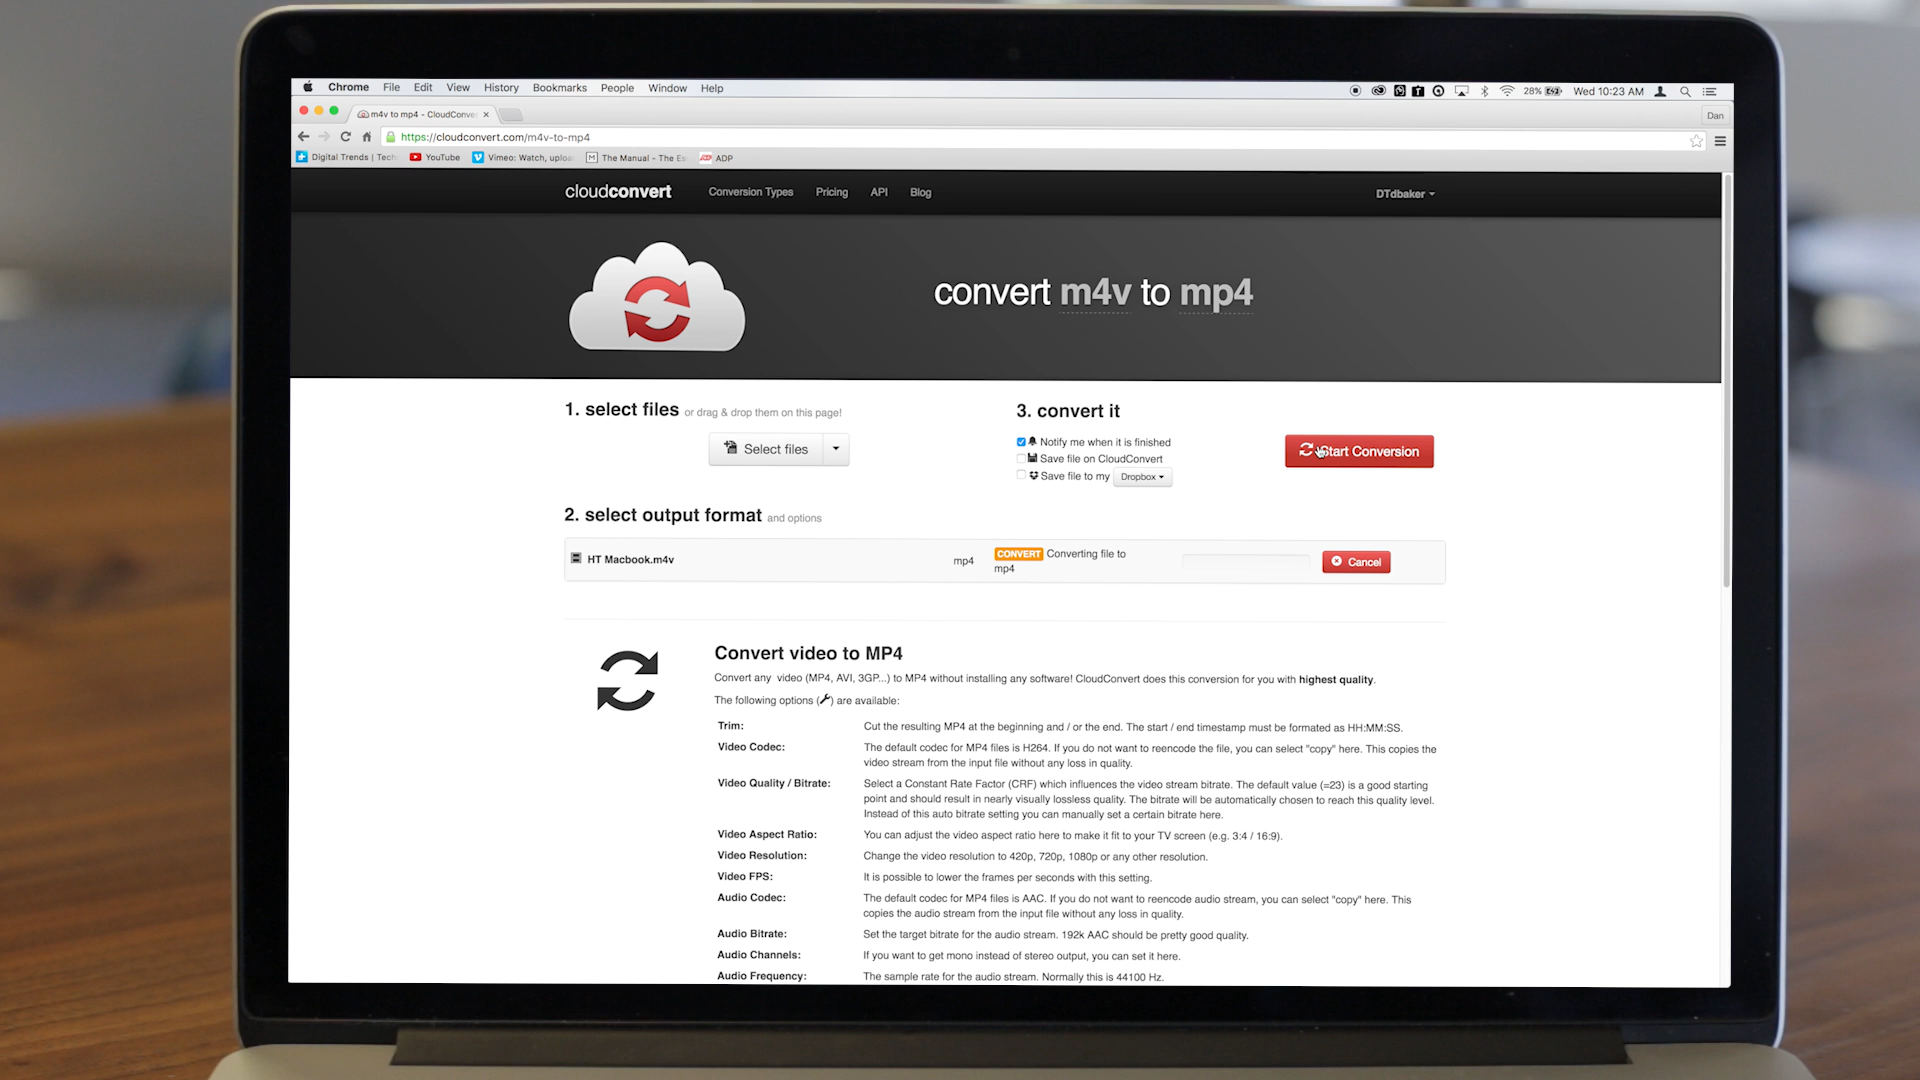 Chrome File Edit View History Bookmarks People Window Help 28% Wed 10:23 AM
m4v to mp4 - CloudConve Dan
https://cloudconvert.com/m4v-to-mp4
Digital Trends | Tech YouTube Vimeo: Watch, uploa The Manual - The Es ADP
cloudconvert Conversion Types Pricing API Blog DTdbaker
convert m4v to mp4
1. select files or drag & drop them on this page!
Select files
3. convert it
Notify me when it is finished
Save file on CloudConvert
Save file to my Dropbox
Start Conversion
2. select output format and options
HT Macbook.m4v mp4 CONVERT Converting file to
mp4
Cancel
Convert video to MP4
Convert any video (MP4, AVI, 3GP...) to MP4 without installing any software! CloudConvert does this conversion for you with highest quality.
The following options ( ) are available:
Trim: Cut the resulting MP4 at the beginning and / or the end. The start / end timestamp must be formated as HH:MM:SS.
Video Codec: The default codec for MP4 files is H264. If you do not want to reencode the file, you can select "copy" here. This copies the
video stream from the input file without any loss in quality.
Video Quality / Bitrate: Select a Constant Rate Factor (CRF) which influences the video stream bitrate. The default value (=23) is a good starting
point and should result in nearly visually lossless quality. The bitrate will be automatically chosen to reach this quality level.
Instead of this auto bitrate setting you can manually set a certain bitrate here.
Video Aspect Ratio: You can adjust the video aspect ratio here to make it fit to your TV screen (e.g. 3:4 / 16:9).
Video Resolution: Change the video resolution to 420p, 720p, 1080p or any other resolution.
Video FPS: It is possible to lower the frames per seconds with this setting.
Audio Codec: The default codec for MP4 files is AAC. If you do not want to reencode audio stream, you can select "copy" here. This
copies the audio stream from the input file without any loss in quality.
Audio Bitrate: Set the target bitrate for the audio stream. 192k AAC should be pretty good quality.
Audio Channels: If you want to get mono instead of stereo output, you can set it here.
Audio Frequency: The sample rate for the audio stream. Normally this is 44100 Hz.